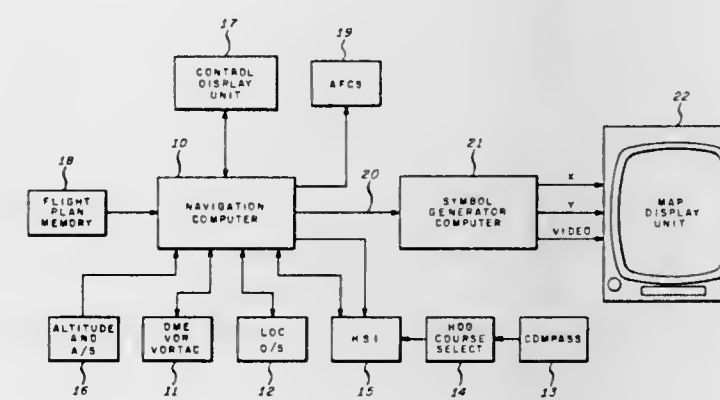 17
CONTROL
DISPLAY
UNIT
19
AFCS
22
18
FLIGHT
PLAN
MEMORY
10
NAVIGATION
COMPUTER
20
21
SYMBOL
GENERATOR
COMPUTER
X
Y
VIDEO
MAP
DISPLAY
UNIT
ALTITUDE
AND
A/S
16
DME
VOR
VORTAC
11
LOC
G/S
12
HSI
15
HDG
COURSE
SELECT
14
COMPASS
13